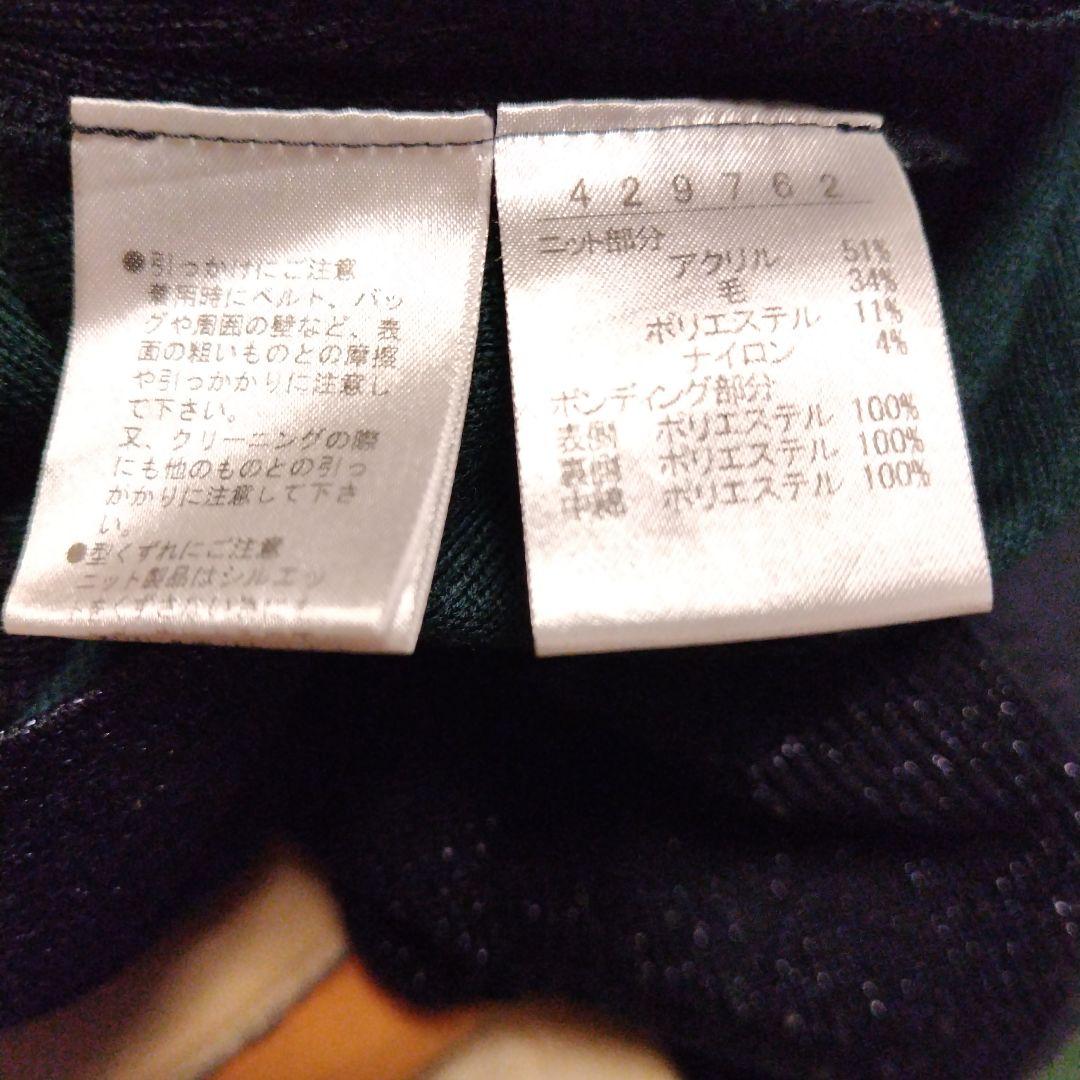 ●引っかけにご注意
着用時にベルト、バッ
グや周囲の壁など、表
面の粗いものとの摩擦
や引っかかりに注意し
て下さい。
又、クリーニングの際
にも他のものとの引っ
かかりに注意して下さ
い。
●型くずれにご注意
ニット製品はシルエッ
トをくずさない
429762
ニット部分
アクリル 51%
毛 34%
ポリエステル 11%
ナイロン 4%
ボンディング部分
表側 ポリエステル 100%
裏側 ポリエステル 100%
中綿 ポリエステル 100%